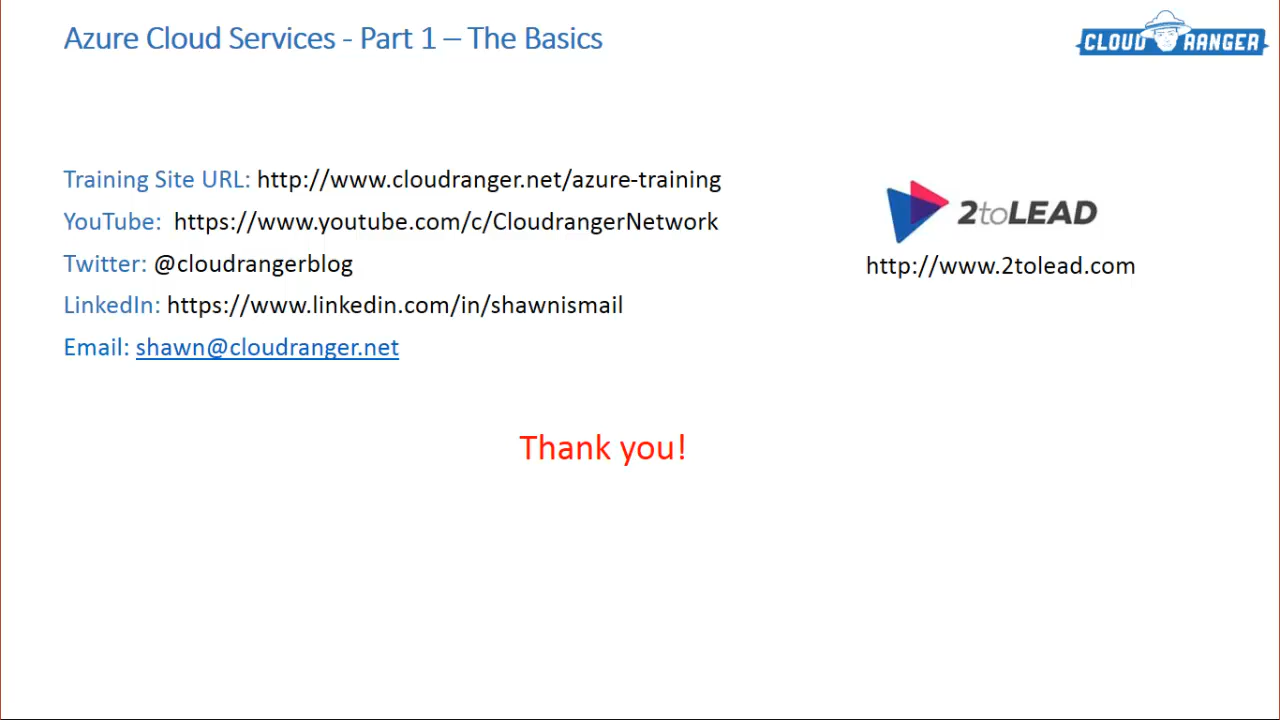 Azure Cloud Services - Part 1 – The Basics
CLOUD RANGER
Training Site URL: http://www.cloudranger.net/azure-training
YouTube: https://www.youtube.com/c/CloudrangerNetwork
Twitter: @cloudrangerblog
LinkedIn: https://www.linkedin.com/in/shawnismail
Email: shawn@cloudranger.net
2toLEAD
http://www.2tolead.com
Thank you!